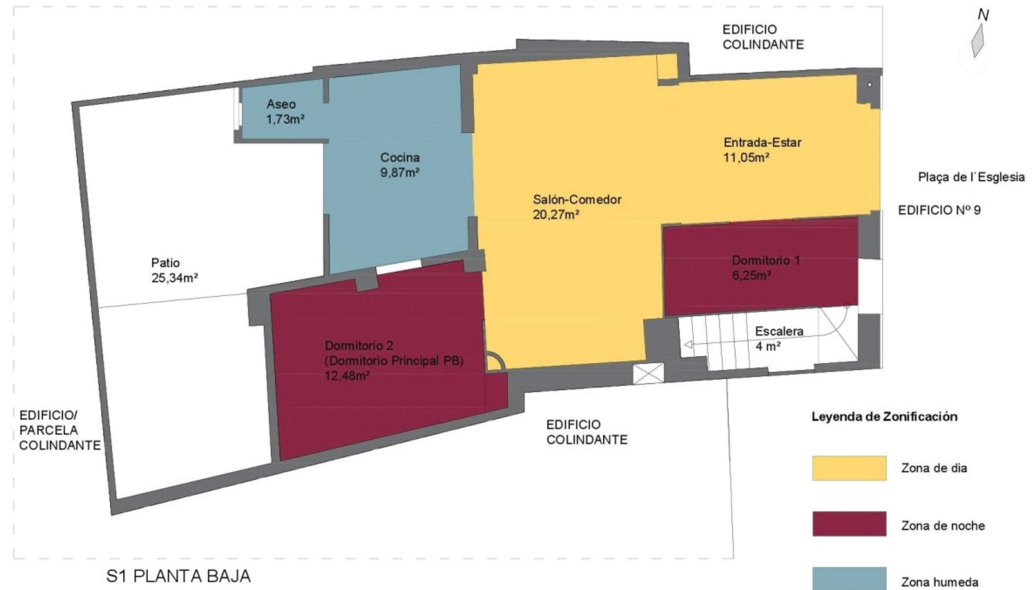 N
EDIFICIO
COLINDANTE
Aseo
1,73m²
Entrada-Estar
11,05m²
Cocina
9,87m²
Plaça de l´Esglesia
Salón-Comedor
20,27m²
EDIFICIO Nº 9
Patio
25,34m²
Dormitorio 1
6,25m²
Escalera
4 m²
Dormitorio 2
(Dormitorio Principal PB)
12,48m²
EDIFICIO/
PARCELA
COLINDANTE
EDIFICIO
COLINDANTE
Leyenda de Zonificación
Zona de dia
Zona de noche
Zona humeda
S1 PLANTA BAJA